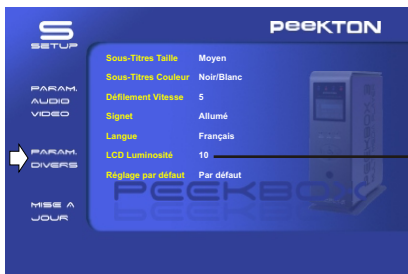 S
SETUP
PEEKTON
Sous-Titres Taille Moyen
Sous-Titres Couleur Noir/Blanc
Défilement Vitesse 5
Signet Allumé
Langue Français
LCD Luminosité 10
Réglage par défaut Par défaut
PARAM.
AUDIO
VIDEO
PARAM.
DIVERS
MISE A
JOUR
PEEKBOX